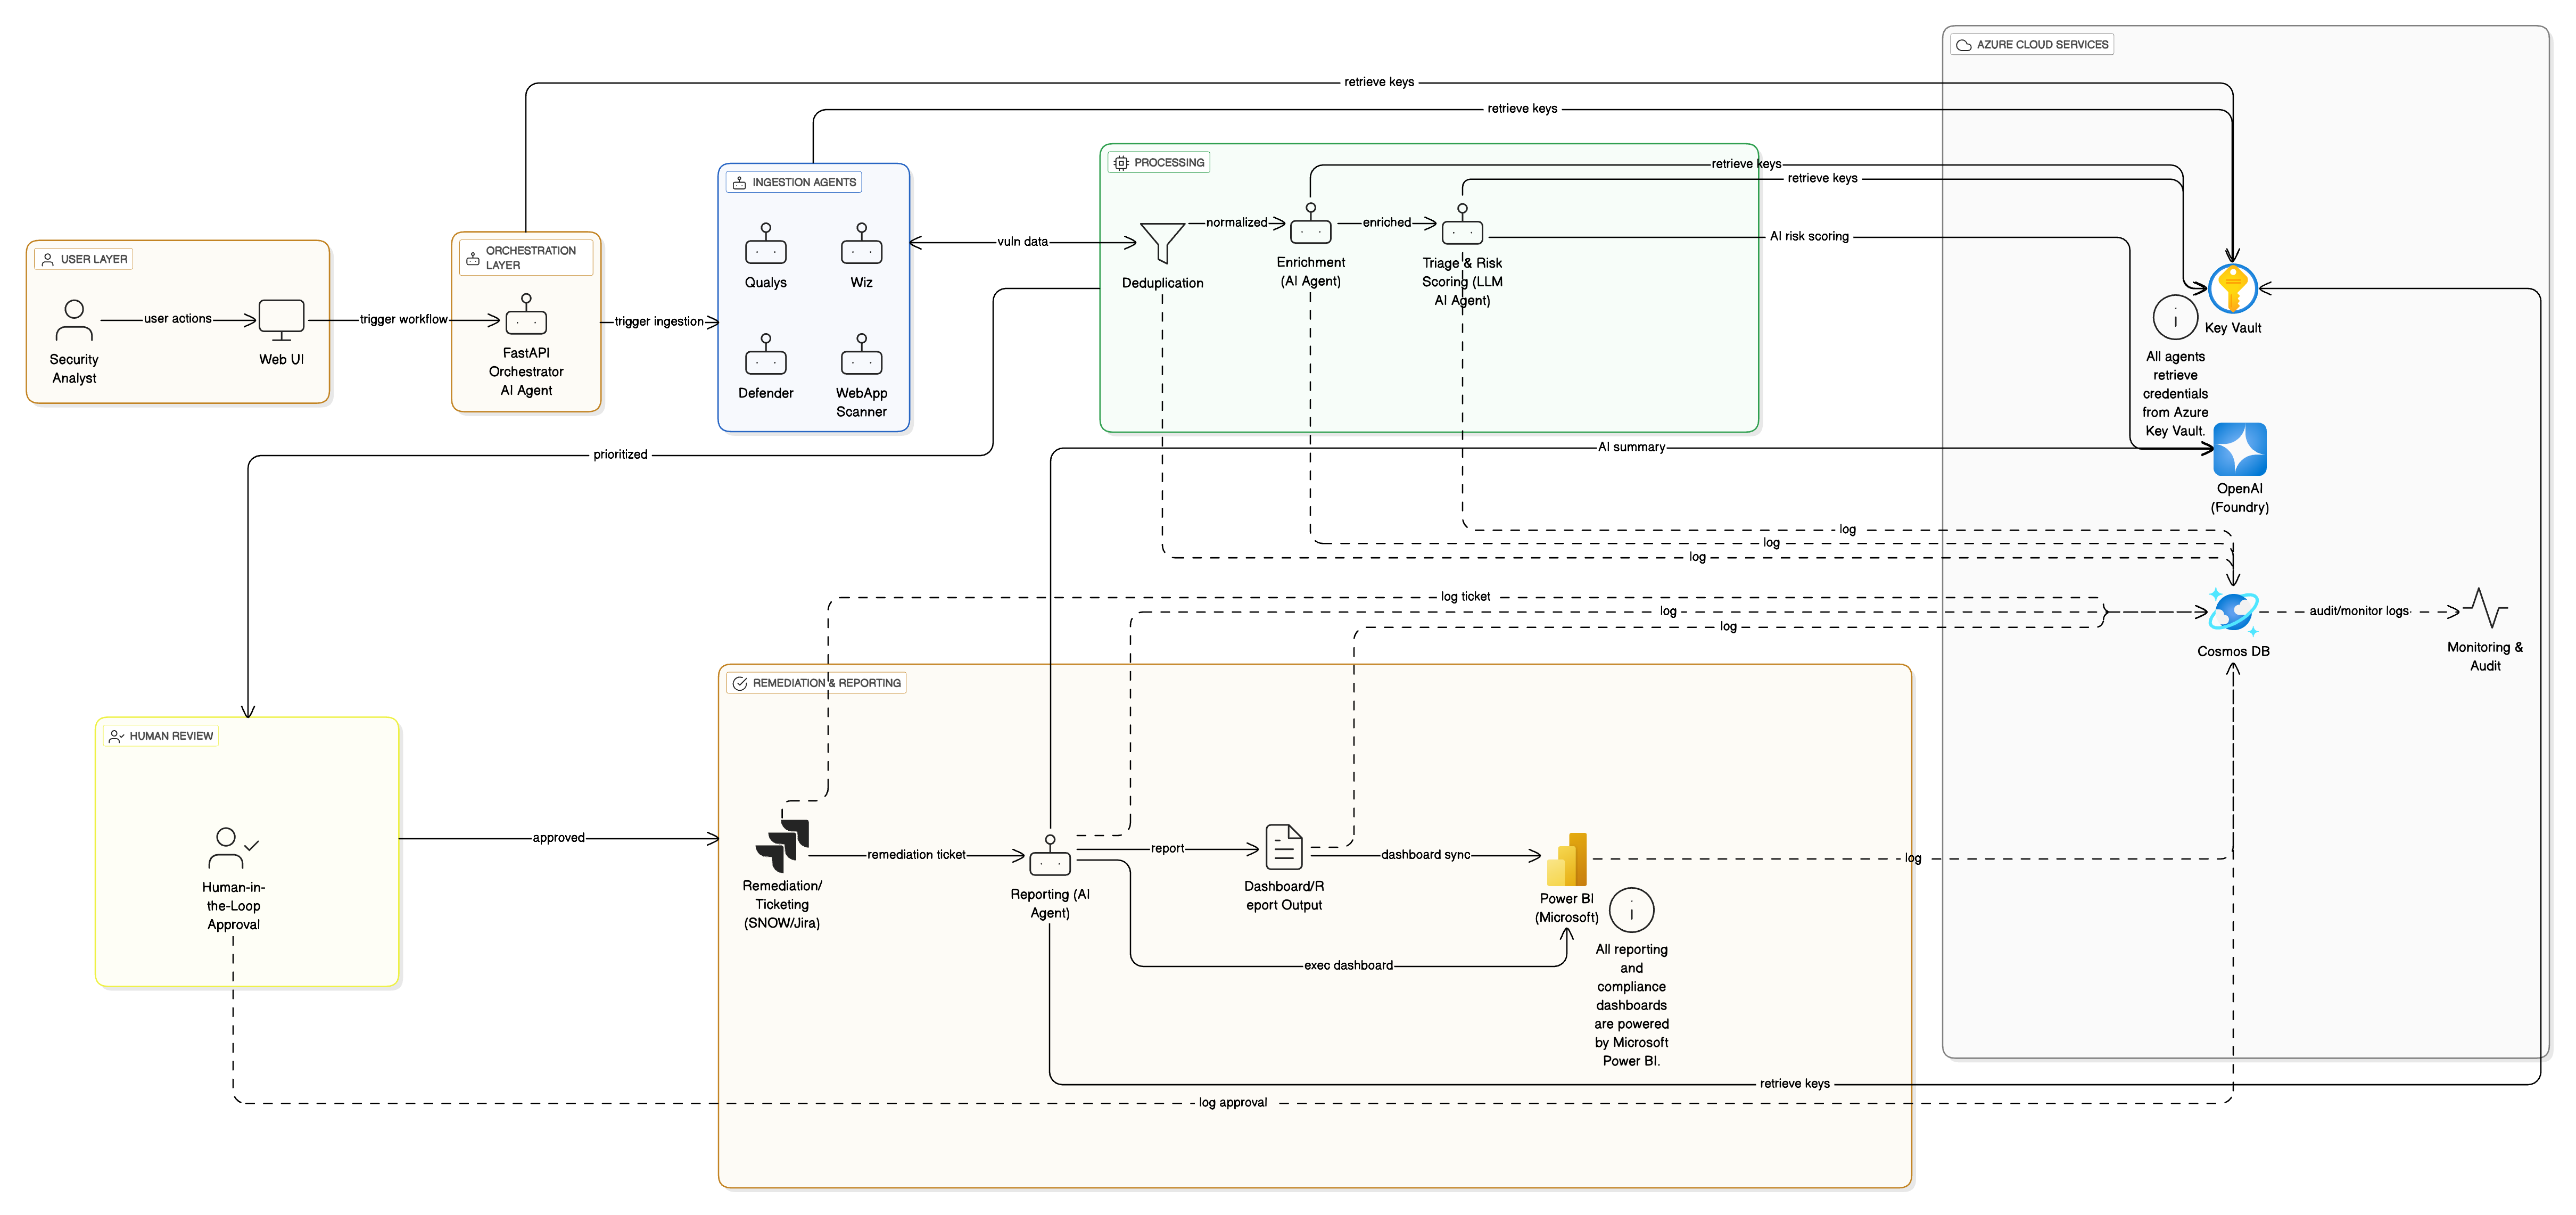 AZURE CLOUD SERVICES
retrieve keys
retrieve keys
PROCESSING
retrieve keys
retrieve keys
INGESTION AGENTS
normalized
enriched
AI risk scoring
vuln data
ORCHESTRATION
LAYER
USER LAYER
Qualys
Wiz
Deduplication
Enrichment
(AI Agent)
Triage & Risk
Scoring (LLM
AI Agent)
user actions
trigger workflow
trigger ingestion
Key Vault
Security
Analyst
Web UI
FastAPI
Orchestrator
AI Agent
Defender
WebApp
Scanner
All agents
retrieve
credentials
from Azure
Key Vault.
prioritized
AI summary
OpenAI
(Foundry)
log
log
log
log ticket
log
log
audit/monitor logs
Cosmos DB
Monitoring &
Audit
REMEDIATION & REPORTING
HUMAN REVIEW
approved
remediation ticket
report
dashboard sync
log
Human-in-
the-Loop
Approval
Remediation/
Ticketing
(SNOW/Jira)
Reporting (AI
Agent)
Dashboard/R
eport Output
Power BI
(Microsoft)
exec dashboard
All reporting
and
compliance
dashboards
are powered
by Microsoft
Power BI.
retrieve keys
log approval